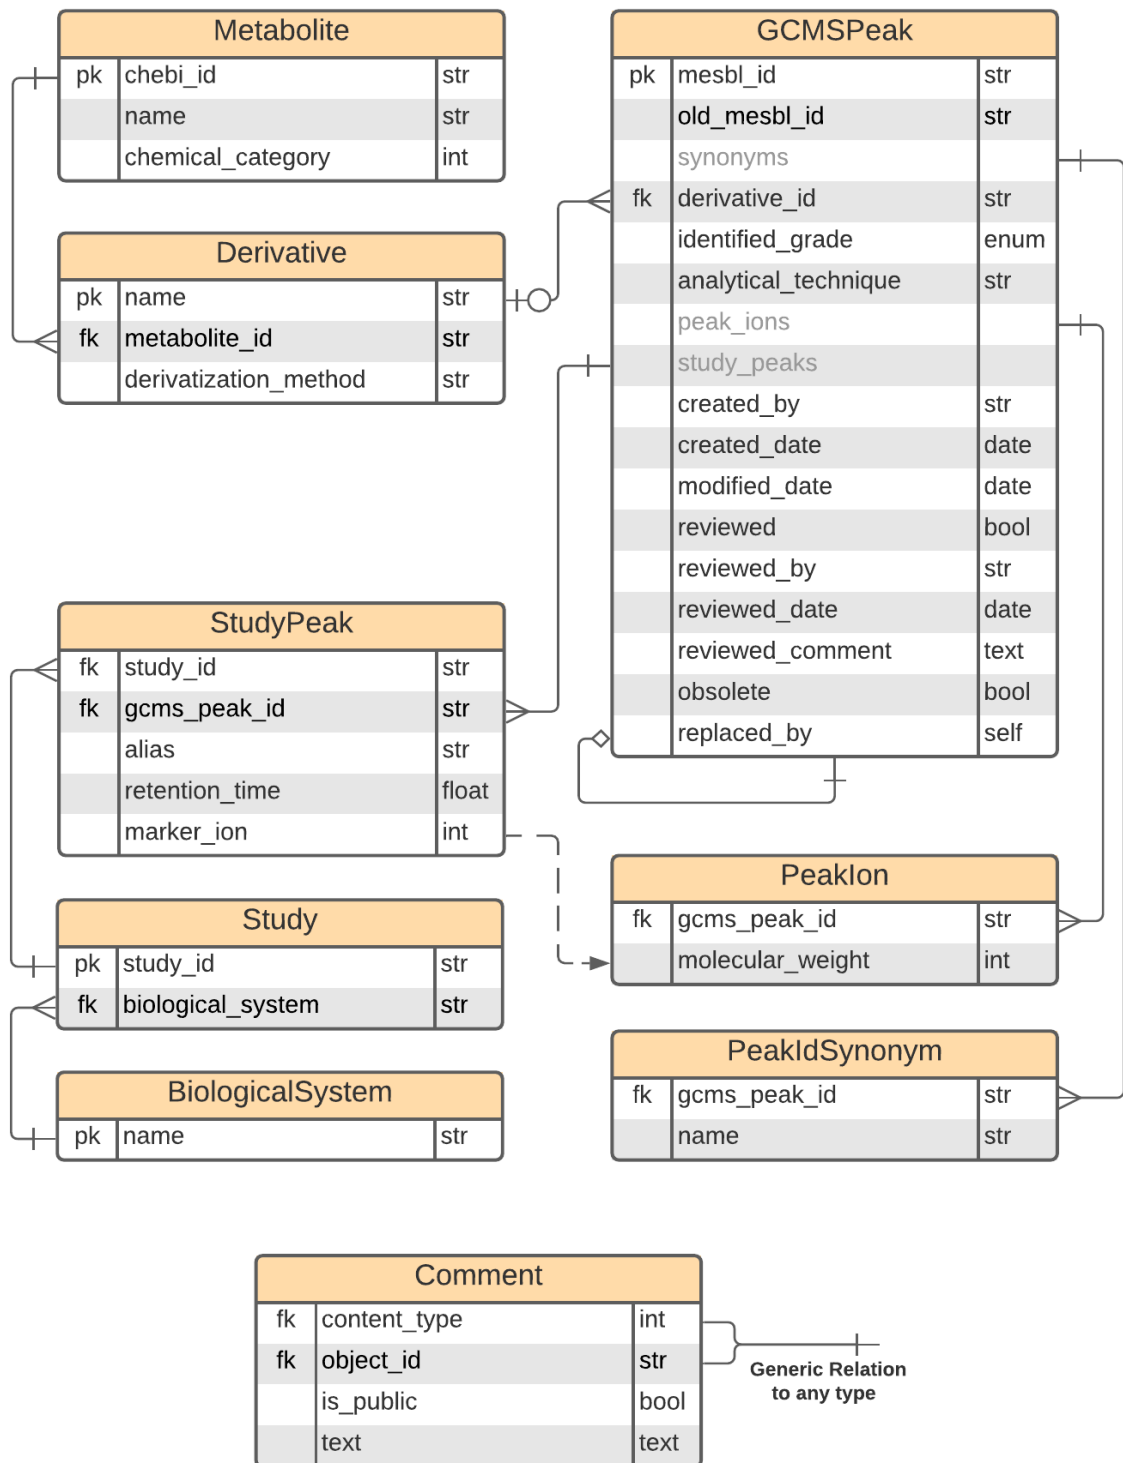 Metabolite
pk chebi_id str
name str
chemical_category int
Derivative
pk name str
fk metabolite_id str
derivatization_method str
GCMSPeak
pk mesbl_id str
old_mesbl_id str
synonyms
fk derivative_id str
identified_grade enum
analytical_technique str
peak_ions
study_peaks
created_by str
created_date date
modified_date date
reviewed bool
reviewed_by str
reviewed_date date
reviewed_comment text
obsolete bool
replaced_by self
StudyPeak
fk study_id str
fk gcms_peak_id str
alias str
retention_time float
marker_ion int
Study
pk study_id str
fk biological_system str
BiologicalSystem
pk name str
PeakIon
fk gcms_peak_id str
molecular_weight int
PeakIdSynonym
fk gcms_peak_id str
name str
Comment
fk content_type int
fk object_id str
is_public bool
text text
Generic Relation
to any type